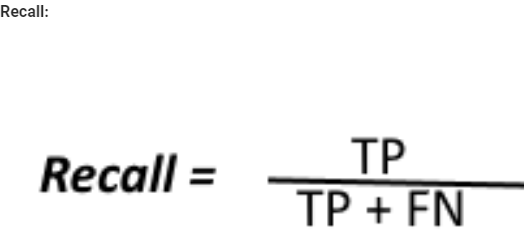 Recall:
Recall =
TP
TP + FN